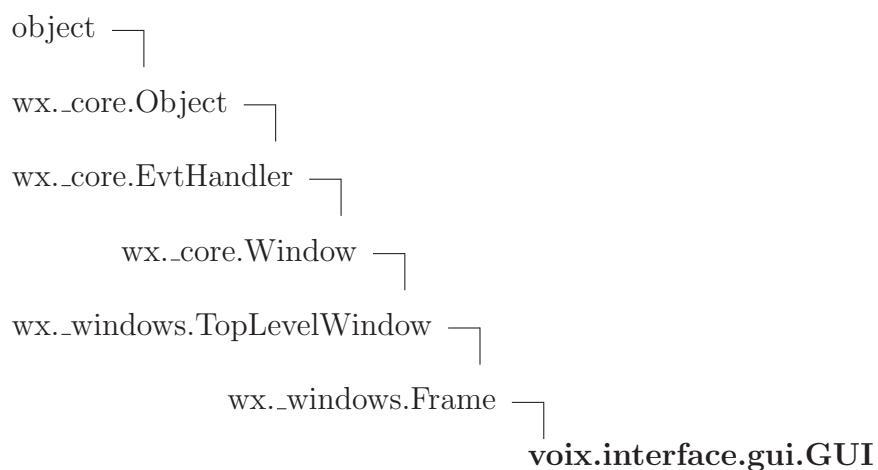 object
wx._core.Object
wx._core.EvtHandler
wx._core.Window
wx._windows.TopLevelWindow
wx._windows.Frame
voix.interface.gui.GUI